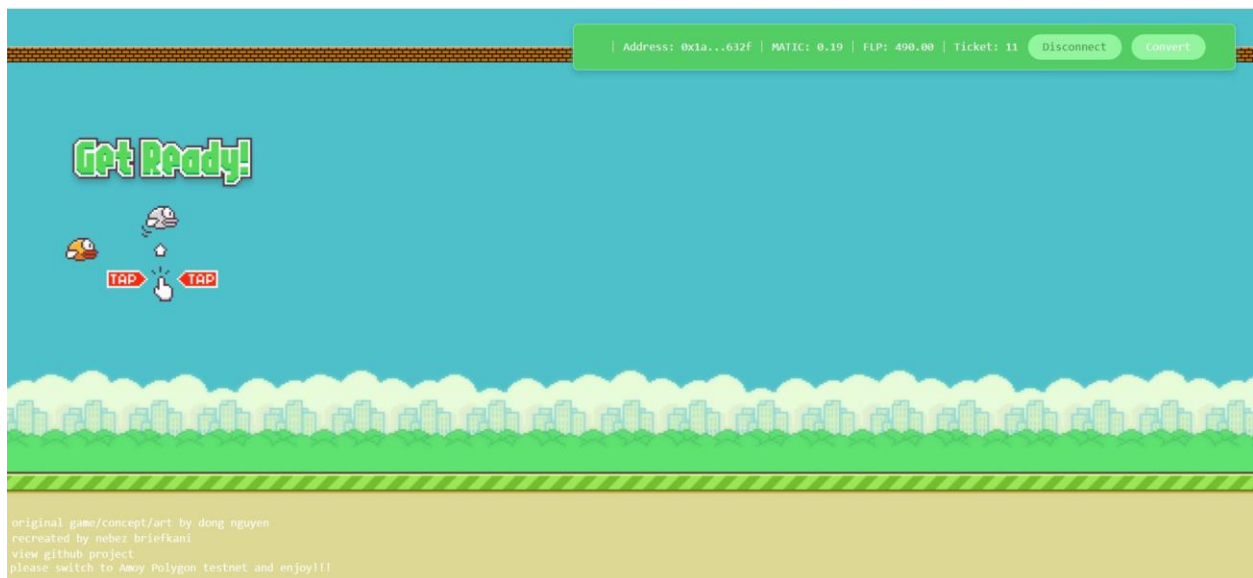 | Address: 0x1a...632f | MATIC: 0.19 | FLP: 490.00 | Ticket: 11 Disconnect Convert
Get Ready!
TAP TAP
original game/concept/art by dong nguyen
recreated by nebez briefkani
view github project
please switch to Amoy Polygon testnet and enjoy!!!